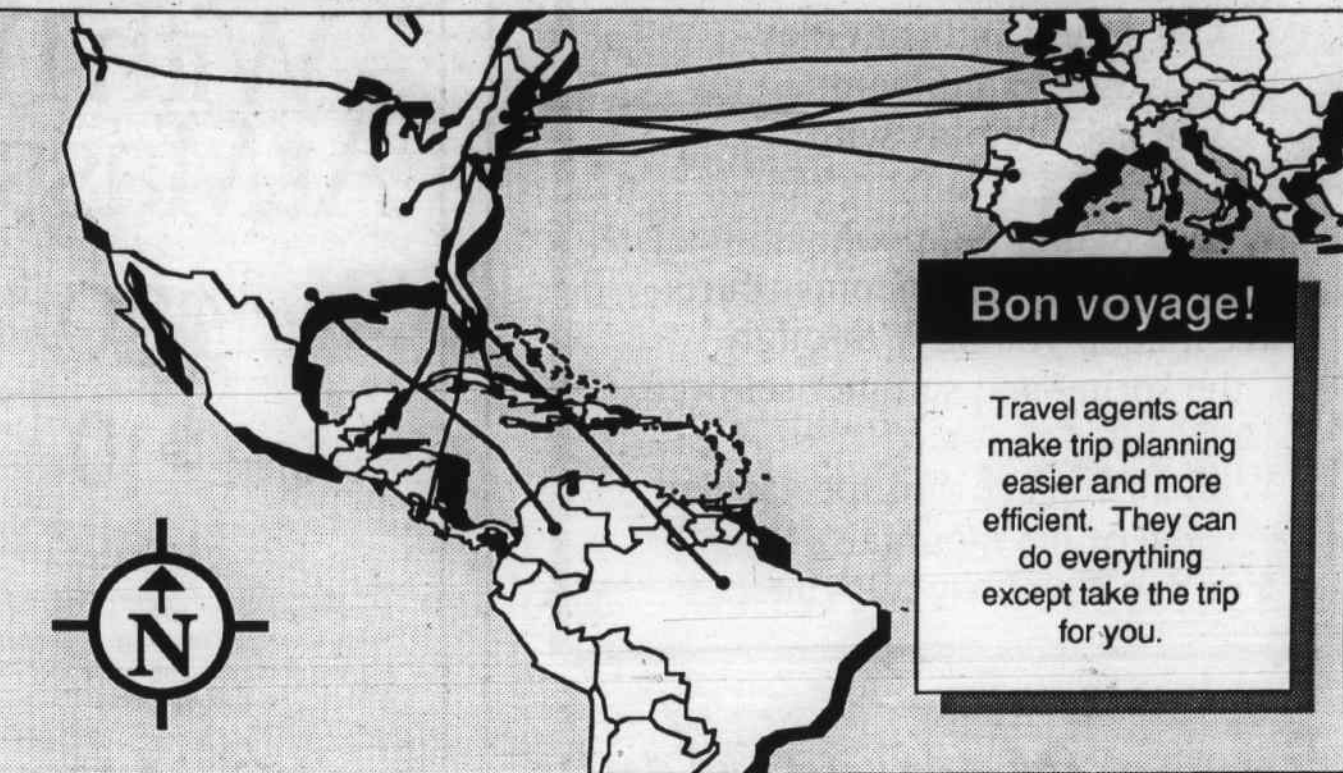 Bon voyage!
Travel agents can
make trip planning
easier and more
efficient. They can
do everything
except take the trip
for you.
N